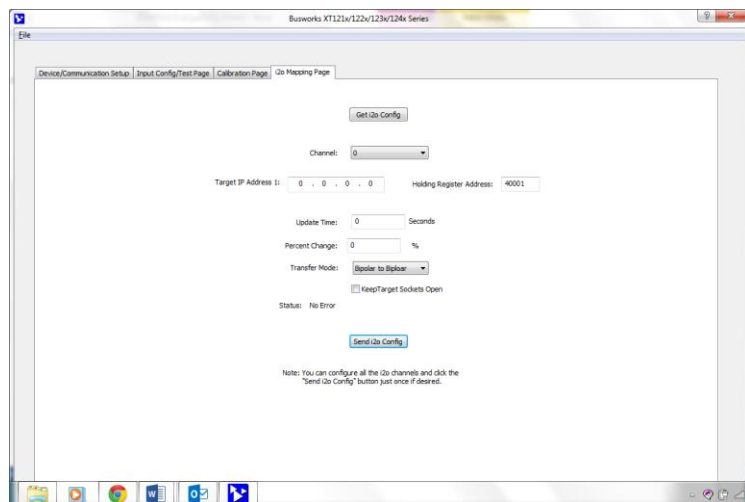 Busworks XT121x/122x/123x/124x Series
File
Device/Communication Setup Input Config/Test Page Calibration Page i2o Mapping Page
Get i2o Config
Channel: 0
Target IP Address 1: 0 . 0 . 0 . 0 Holding Register Address: 40001
Update Time: 0 Seconds
Percent Change: 0 %
Transfer Mode: Bipolar to Biploar
KeepTarget Sockets Open
Status: No Error
Send i2o Config
Note: You can configure all the i2o channels and click the
"Send i2o Config" button just once if desired.